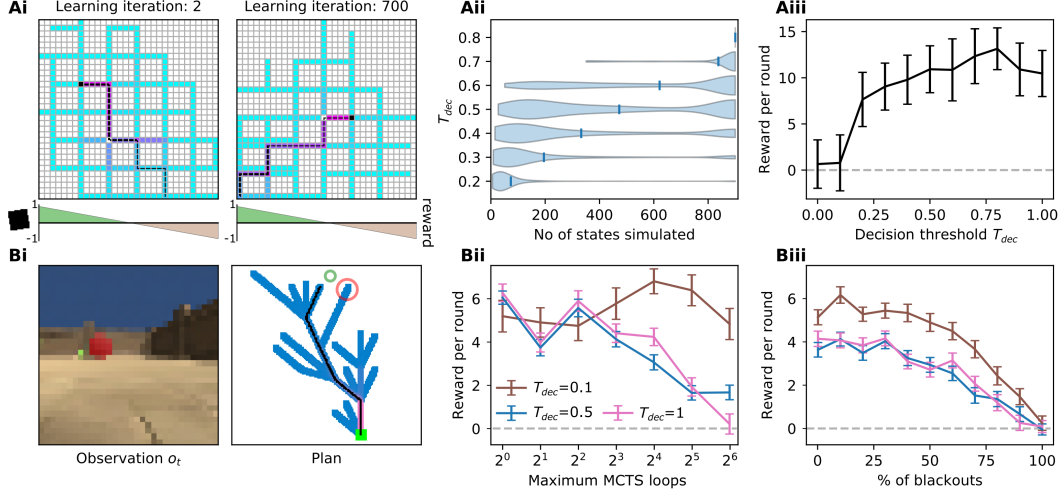 Ai
Learning iteration: 2
Learning iteration: 700
1
-1
1
-1
reward
Aii
T_dec
0.8
0.7
0.6
0.5
0.4
0.3
0.2
0
200
400
600
800
No of states simulated
Aiii
Reward per round
15
10
5
0
0.00
0.25
0.50
0.75
1.00
Decision threshold T_dec
Bi
Observation o_t
Plan
Bii
Reward per round
6
4
2
0
T_dec=0.1
T_dec=0.5
T_dec=1
2^0
2^1
2^2
2^3
2^4
2^5
2^6
Maximum MCTS loops
Biii
Reward per round
6
4
2
0
0
25
50
75
100
% of blackouts